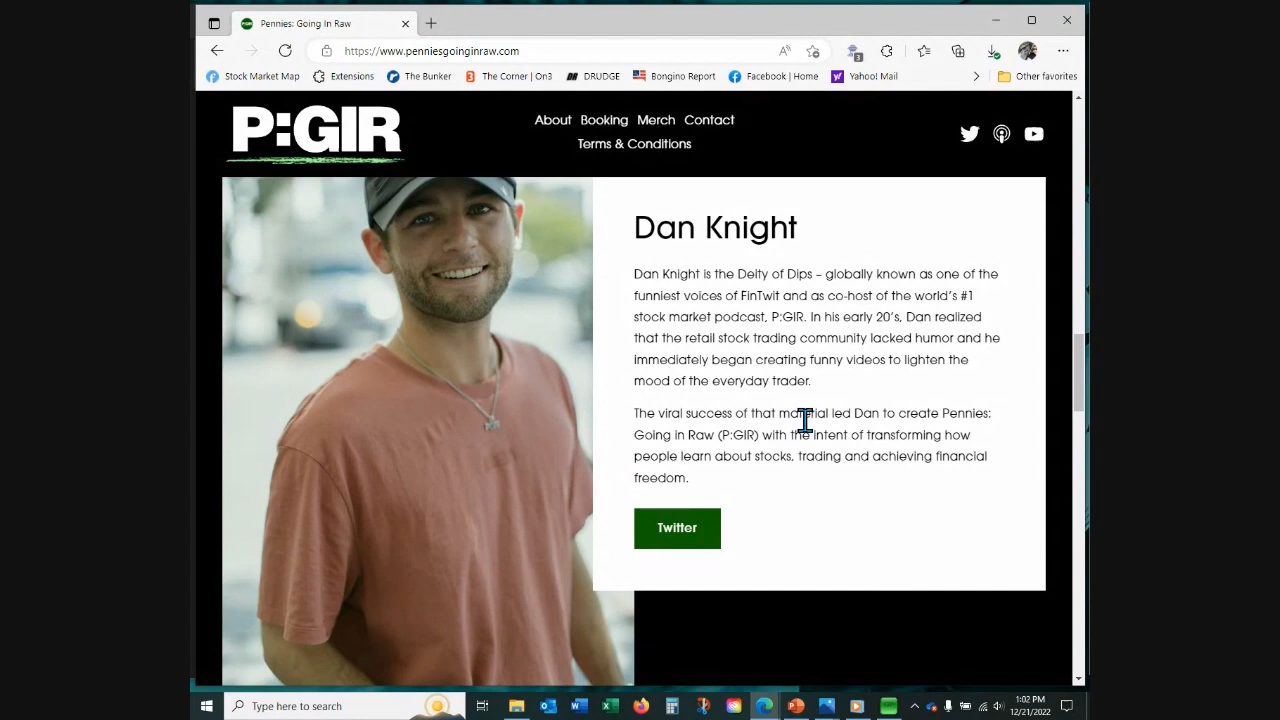 Pennies: Going In Raw
https://www.penniesgoinginraw.com
Stock Market Map Extensions The Bunker The Corner | On3 DRUDGE Bongino Report Facebook | Home Yahoo! Mail Other favorites
P:GIR
About Booking Merch Contact
Terms & Conditions
Dan Knight
Dan Knight is the Deity of Dips – globally known as one of the
funniest voices of FinTwit and as co-host of the world's #1
stock market podcast, P:GIR. In his early 20's, Dan realized
that the retail stock trading community lacked humor and he
immediately began creating funny videos to lighten the
mood of the everyday trader.
The viral success of that material led Dan to create Pennies:
Going in Raw (P:GIR) with the intent of transforming how
people learn about stocks, trading and achieving financial
freedom.
Twitter
Type here to search
1:02 PM
12/21/2022